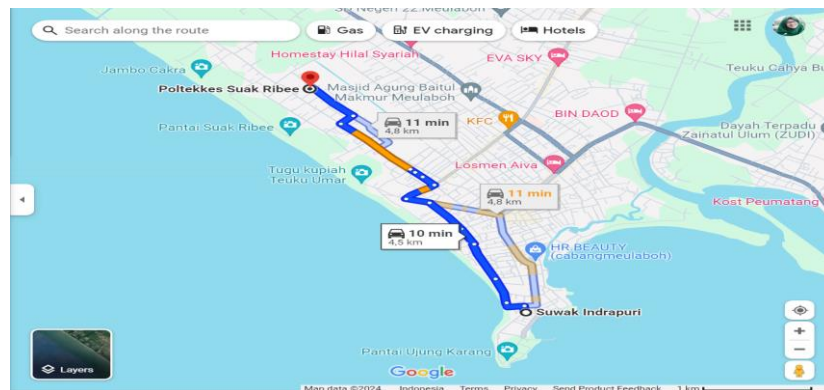 SD Negeri 22.Meulaboh
Search along the route
Gas
EV charging
Hotels
Homestay Hilal Syariah
EVA SKY
Jambo Cakra
Teuku Cahya Bu
Poltekkes Suak Ribee
Masjid Agung Baitul
Makmur Meulaboh
11 min
4,8 km
KFC
BIN DAOD
Pantai Suak Ribee
Dayah Terpadu
Zainatul Ulum (ZUDI)
Losmen Aiva
Tugu kupiah
Teuku Umar
11 min
4,8 km
Kost Peumatang
10 min
4,5 km
HR BEAUTY
(cabangmeulaboh)
Suwak Indrapuri
Pantai Ujung Karang
Layers
Google
Map data ©2024 Indonesia Terms Privacy Send Product Feedback 1 km